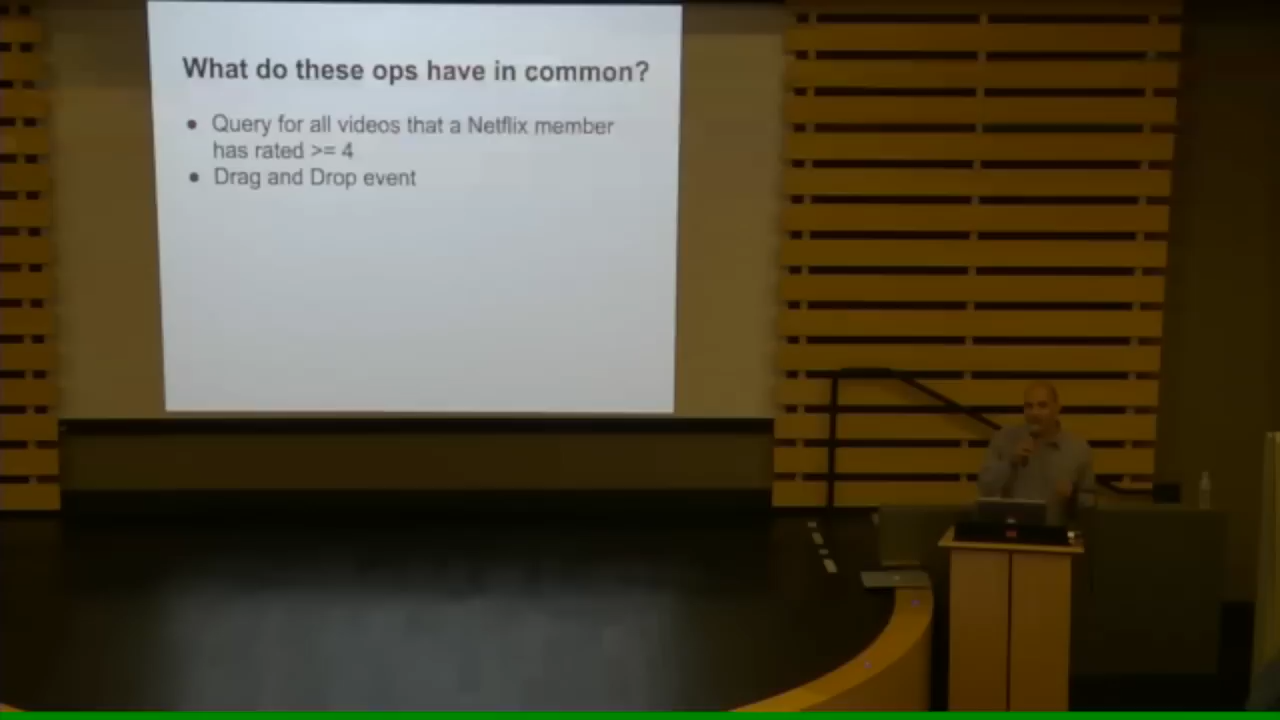 What do these ops have in common?
● Query for all videos that a Netflix member
has rated >= 4
● Drag and Drop event